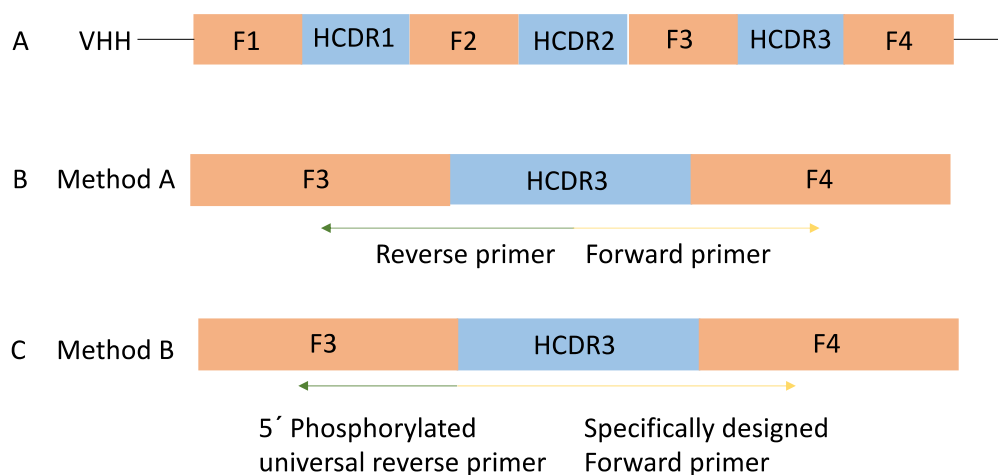 A VHH F1 HCDR1 F2 HCDR2 F3 HCDR3 F4
B Method A F3 HCDR3 F4
Reverse primer Forward primer
C Method B F3 HCDR3 F4
5´ Phosphorylated Specifically designed
universal reverse primer Forward primer